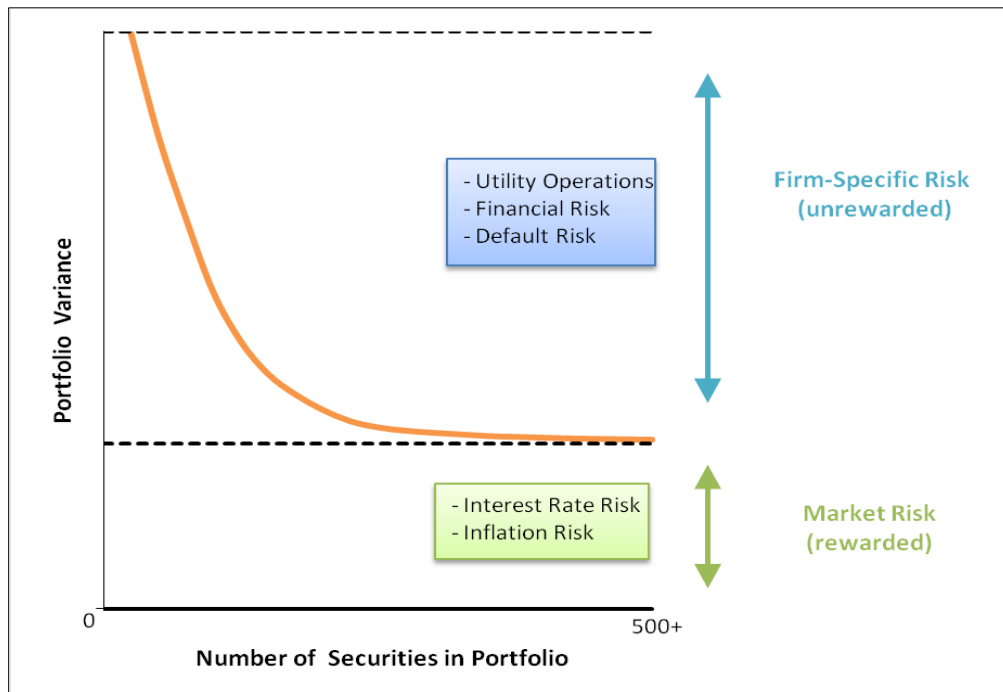 - Utility Operations
- Financial Risk
- Default Risk
Firm-Specific Risk
(unrewarded)
Portfolio Variance
- Interest Rate Risk
- Inflation Risk
Market Risk
(rewarded)
0
500+
Number of Securities in Portfolio